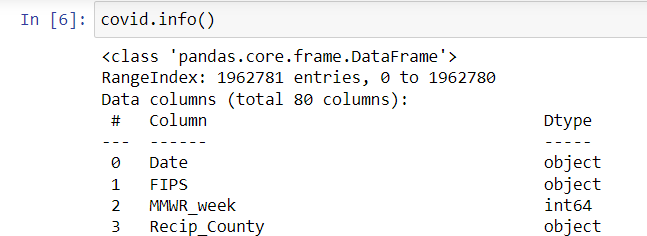 In [6]: covid.info()
<class 'pandas.core.frame.DataFrame'>
RangeIndex: 1962781 entries, 0 to 1962780
Data columns (total 80 columns):
 #   Column                                  Dtype
---  ------                                  -----
 0   Date                                    object
 1   FIPS                                    object
 2   MMWR_week                               int64
 3   Recip_County                            object